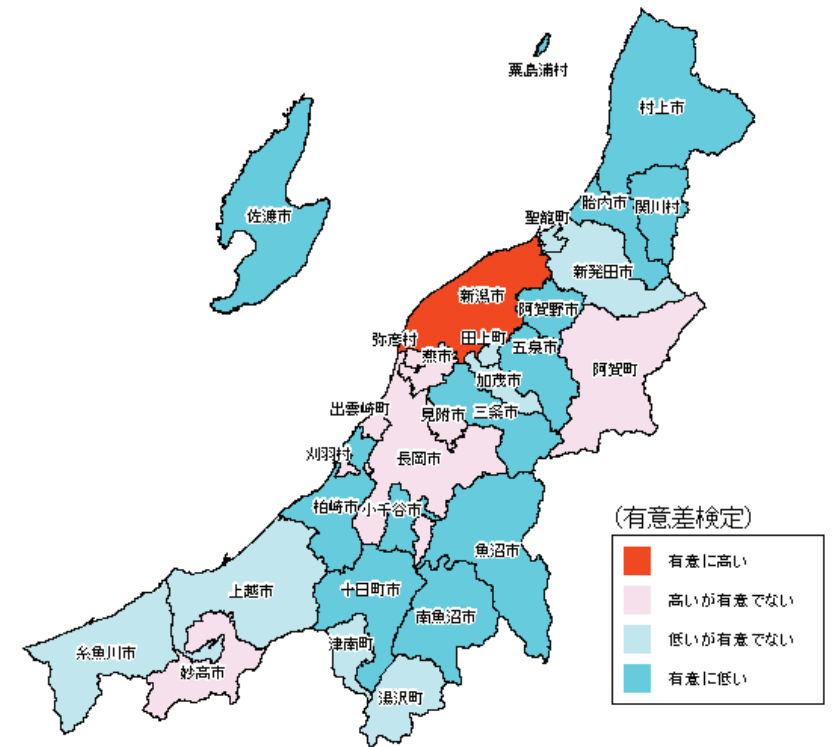 粟島浦村
村上市
佐渡市
胎内市
関川村
聖籠町
新発田市
新潟市
阿賀野市
弥彦村
田上町
五泉市
燕市
阿賀町
加茂市
出雲崎町
見附市
三条市
刈羽村
長岡市
柏崎市
小千谷市
魚沼市
上越市
十日町市
南魚沼市
津南町
糸魚川市
妙高市
湯沢町
(有意差検定)
有意に高い
高いが有意でない
低いが有意でない
有意に低い